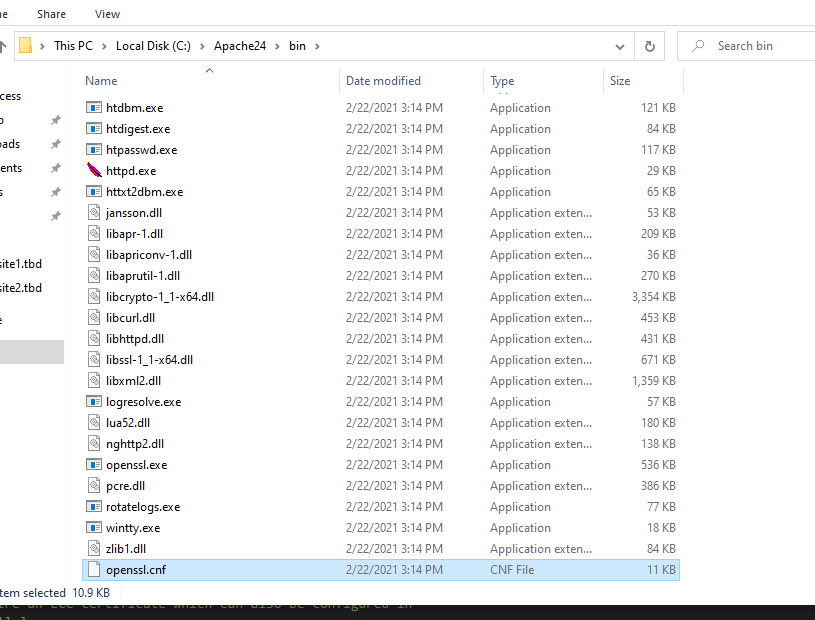 Share View
This PC Local Disk (C:) Apache24 bin Search bin
Name Date modified Type Size
htdbm.exe 2/22/2021 3:14 PM Application 121 KB
htdigest.exe 2/22/2021 3:14 PM Application 84 KB
htpasswd.exe 2/22/2021 3:14 PM Application 117 KB
httpd.exe 2/22/2021 3:14 PM Application 29 KB
httxt2dbm.exe 2/22/2021 3:14 PM Application 65 KB
jansson.dll 2/22/2021 3:14 PM Application exten... 53 KB
libapr-1.dll 2/22/2021 3:14 PM Application exten... 209 KB
libapriconv-1.dll 2/22/2021 3:14 PM Application exten... 36 KB
site1.tbd libaprutil-1.dll 2/22/2021 3:14 PM Application exten... 270 KB
site2.tbd libcrypto-1_1-x64.dll 2/22/2021 3:14 PM Application exten... 3,354 KB
libcurl.dll 2/22/2021 3:14 PM Application exten... 453 KB
libhttpd.dll 2/22/2021 3:14 PM Application exten... 431 KB
libssl-1_1-x64.dll 2/22/2021 3:14 PM Application exten... 671 KB
libxml2.dll 2/22/2021 3:14 PM Application exten... 1,359 KB
logresolve.exe 2/22/2021 3:14 PM Application 57 KB
lua52.dll 2/22/2021 3:14 PM Application exten... 180 KB
nghttp2.dll 2/22/2021 3:14 PM Application exten... 138 KB
openssl.exe 2/22/2021 3:14 PM Application 536 KB
pcre.dll 2/22/2021 3:14 PM Application exten... 386 KB
rotatelogs.exe 2/22/2021 3:14 PM Application 77 KB
wintty.exe 2/22/2021 3:14 PM Application 18 KB
zlib1.dll 2/22/2021 3:14 PM Application exten... 84 KB
openssl.cnf 2/22/2021 3:14 PM CNF File 11 KB
tem selected 10.9 KB